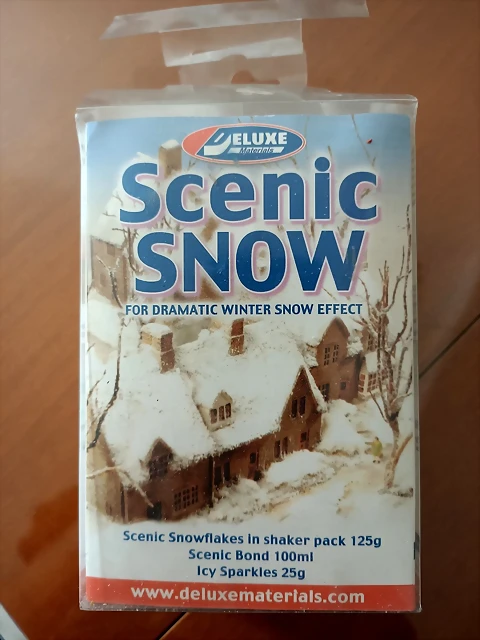 DELUXE
Materials
Scenic
SNOW
FOR DRAMATIC WINTER SNOW EFFECT
Scenic Snowflakes in shaker pack 125g
Scenic Bond 100ml
Icy Sparkles 25g
www.deluxematerials.com